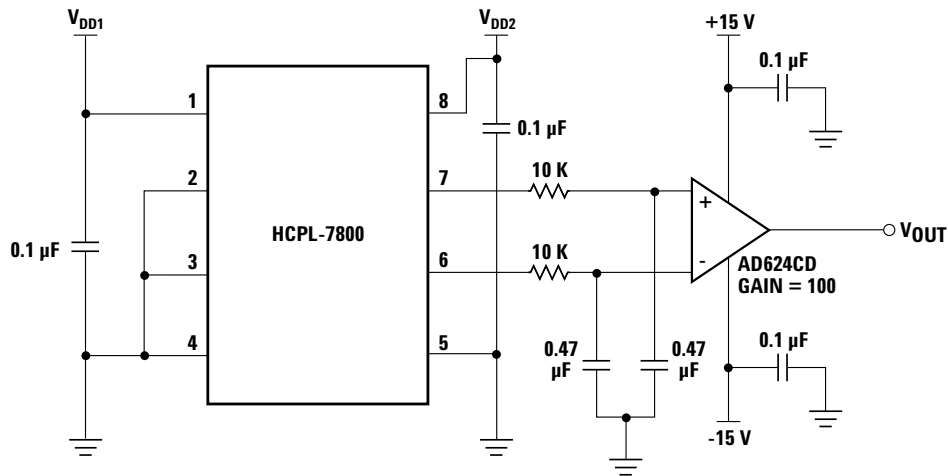 VDD1
VDD2
+15 V
0.1 µF
1
8
0.1 µF
2
7
10 K
HCPL-7800
+
VOUT
0.1 µF
3
6
10 K
-
AD624CD
GAIN = 100
4
5
0.47
µF
0.47
µF
0.1 µF
-15 V